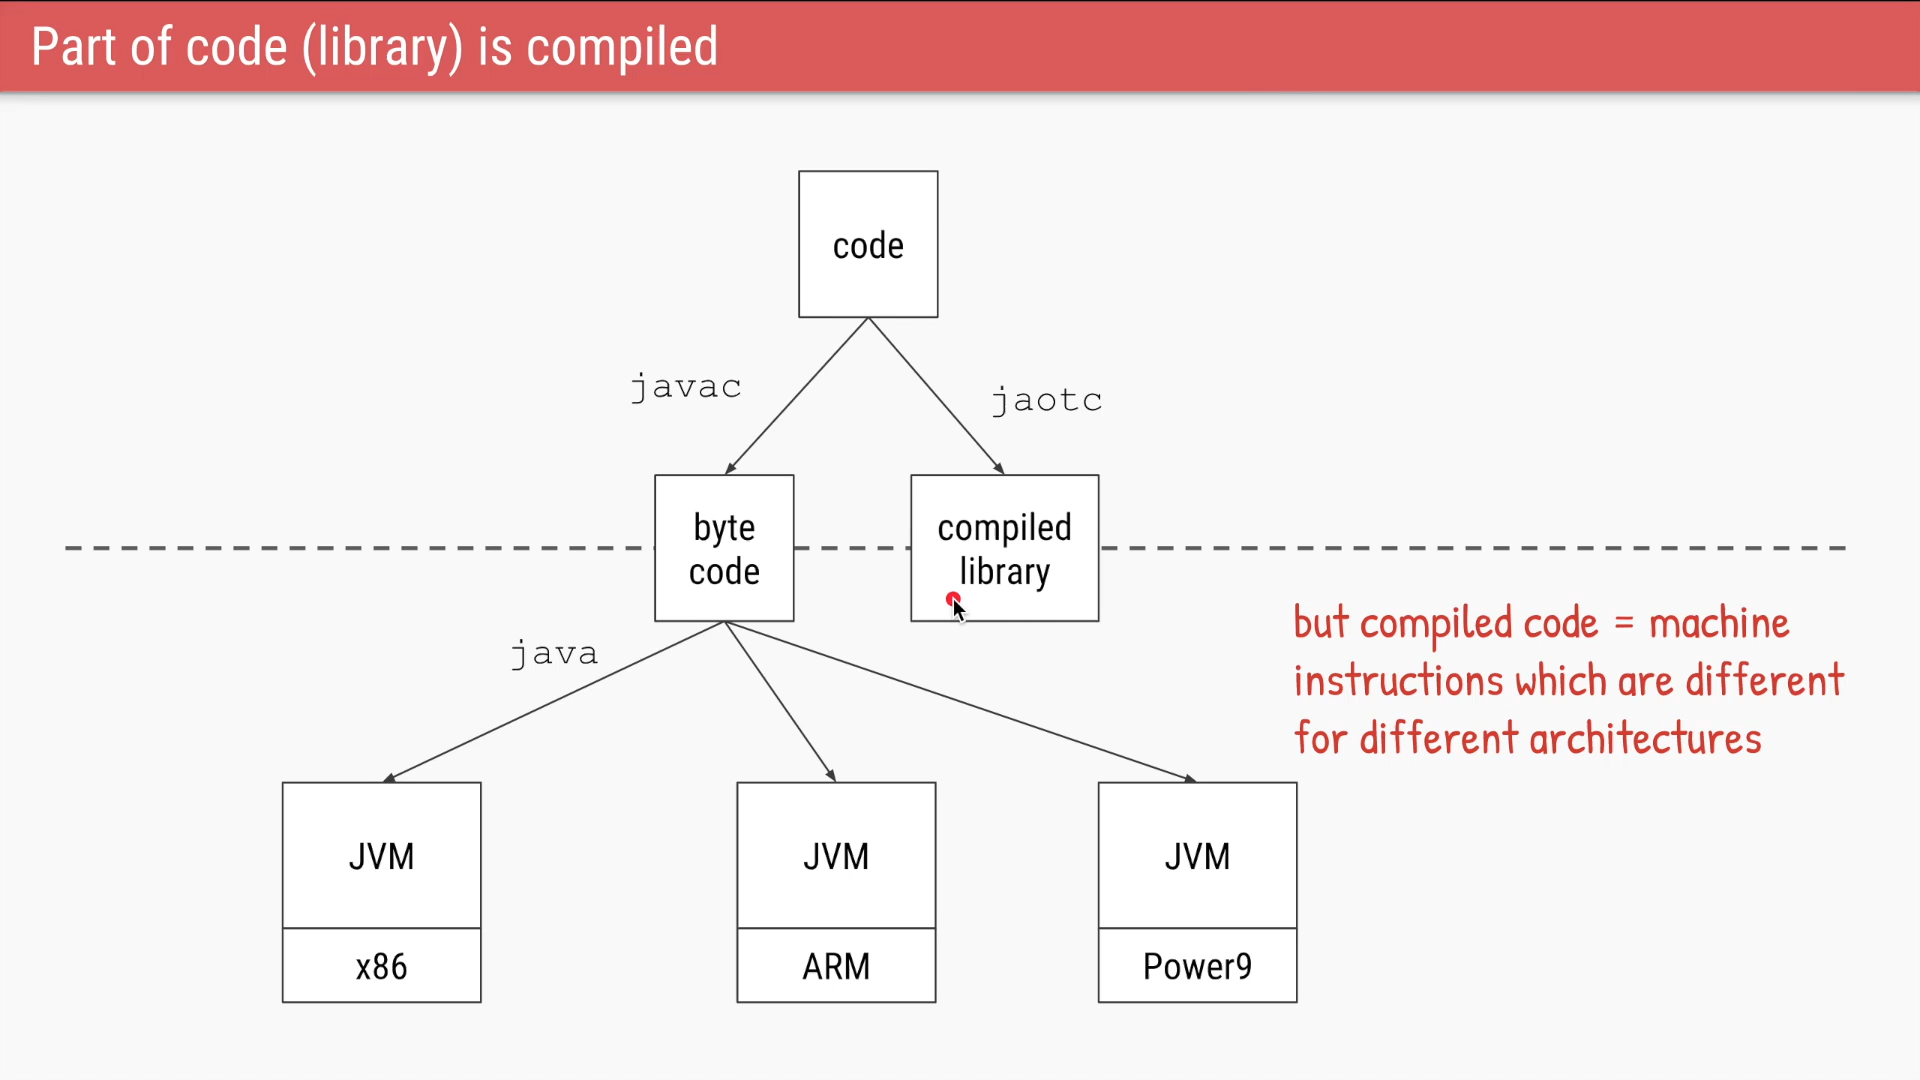 Part of code (library) is compiled
code
javac
jaotc
byte
code
compiled
library
but compiled code = machine
instructions which are different
for different architectures
java
JVM
JVM
JVM
x86
ARM
Power9